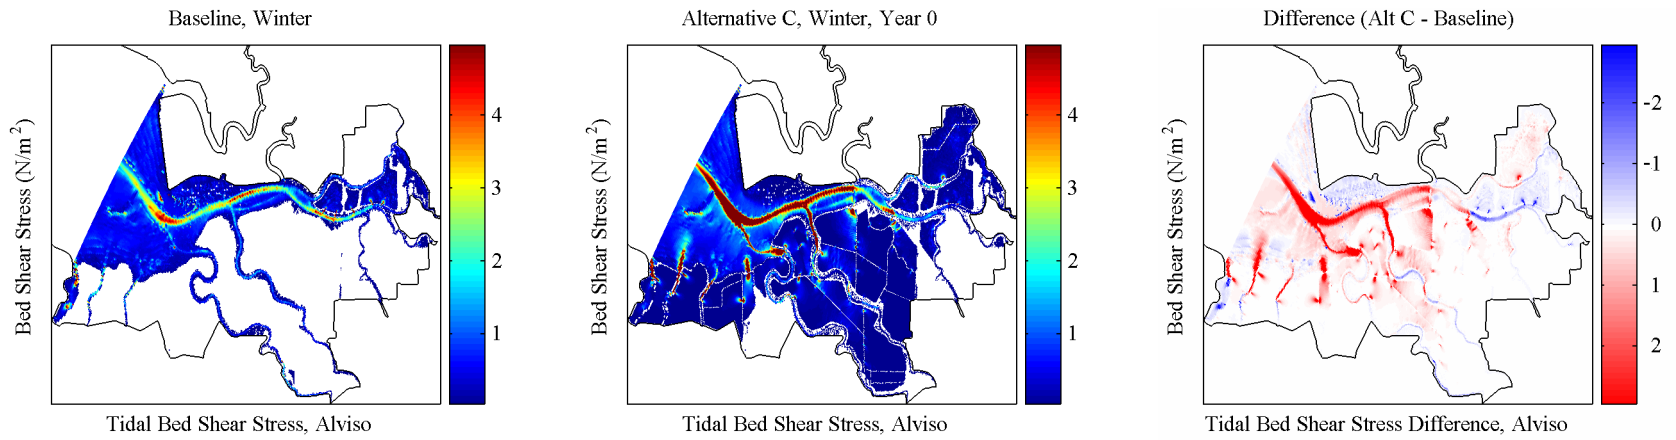 Baseline, Winter
Bed Shear Stress (N/m²)
4
3
2
1
Tidal Bed Shear Stress, Alviso
Alternative C, Winter, Year 0
Bed Shear Stress (N/m²)
4
3
2
1
Tidal Bed Shear Stress, Alviso
Difference (Alt C - Baseline)
Bed Shear Stress (N/m²)
-2
-1
0
1
2
Tidal Bed Shear Stress Difference, Alviso